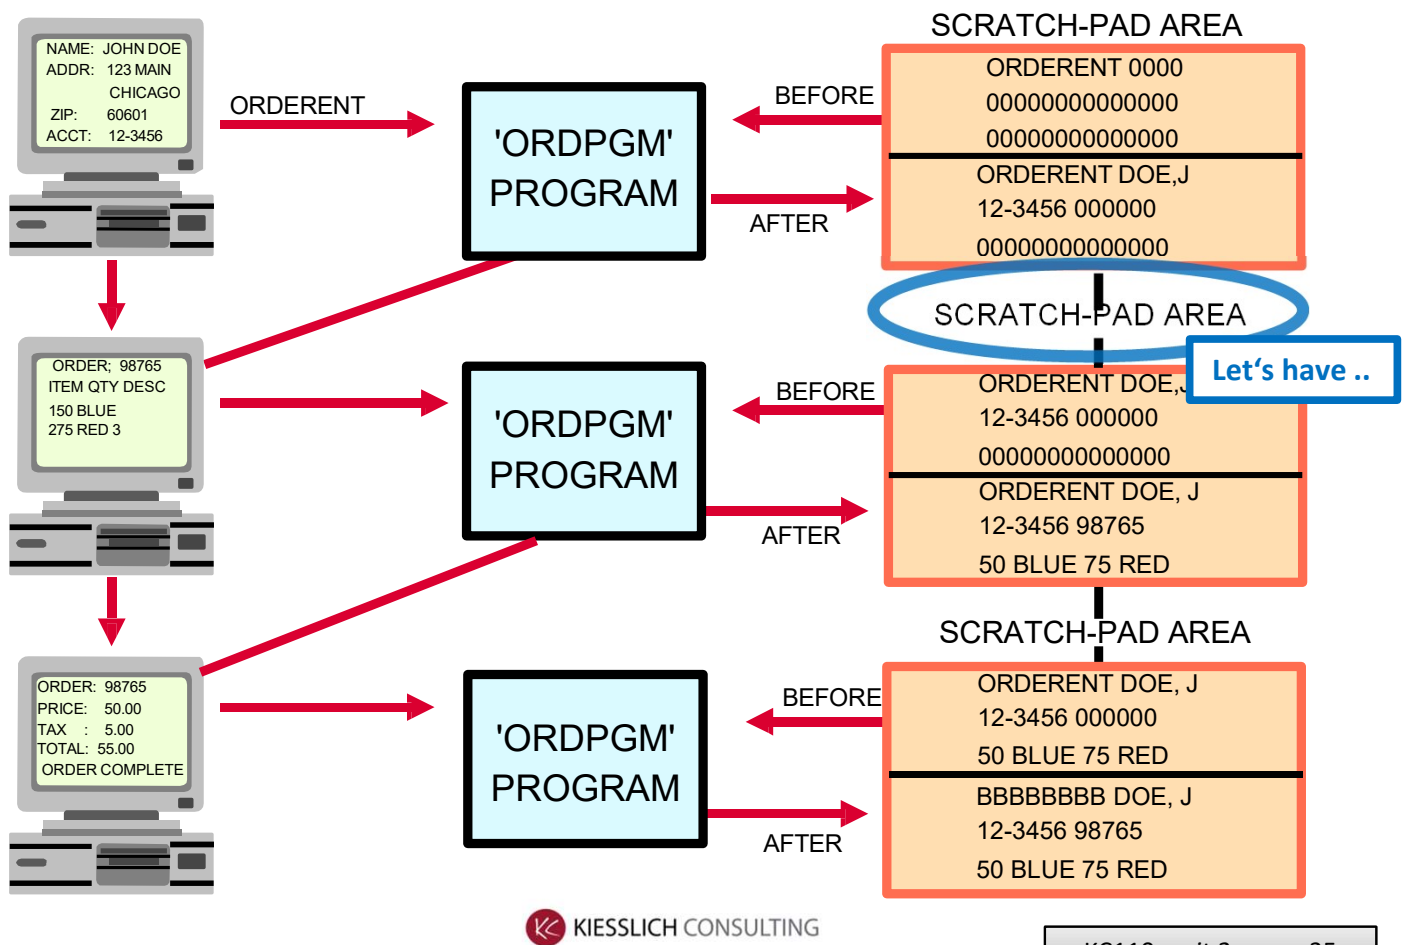 SCRATCH-PAD AREA
NAME: JOHN DOE
ADDR: 123 MAIN
CHICAGO
ZIP: 60601
ACCT: 12-3456
ORDERENT
'ORDPGM'
PROGRAM
BEFORE
AFTER
ORDERENT 0000
00000000000000
00000000000000
ORDERENT DOE,J
12-3456 000000
00000000000000
SCRATCH-PAD AREA
Let's have ..
ORDER; 98765
ITEM QTY DESC
150 BLUE
275 RED 3
'ORDPGM'
PROGRAM
BEFORE
AFTER
ORDERENT DOE,J
12-3456 000000
00000000000000
ORDERENT DOE, J
12-3456 98765
50 BLUE 75 RED
SCRATCH-PAD AREA
ORDER: 98765
PRICE: 50.00
TAX : 5.00
TOTAL: 55.00
ORDER COMPLETE
'ORDPGM'
PROGRAM
BEFORE
AFTER
ORDERENT DOE, J
12-3456 000000
50 BLUE 75 RED
BBBBBBBB DOE, J
12-3456 98765
50 BLUE 75 RED
KC KIESSLICH CONSULTING